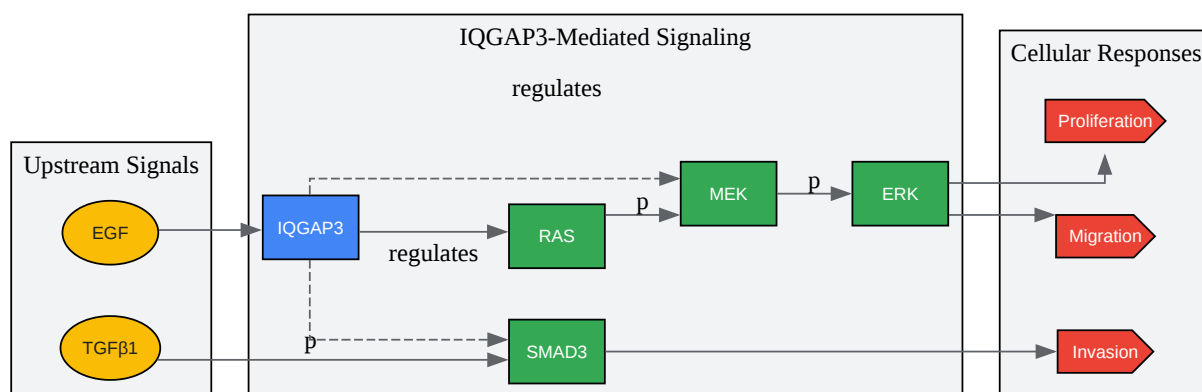 IQGAP3-Mediated Signaling
regulates
Cellular Responses
Upstream Signals
EGF
TGFβ1
IQGAP3
regulates
p
RAS
SMAD3
p
MEK
p
ERK
Proliferation
Migration
Invasion